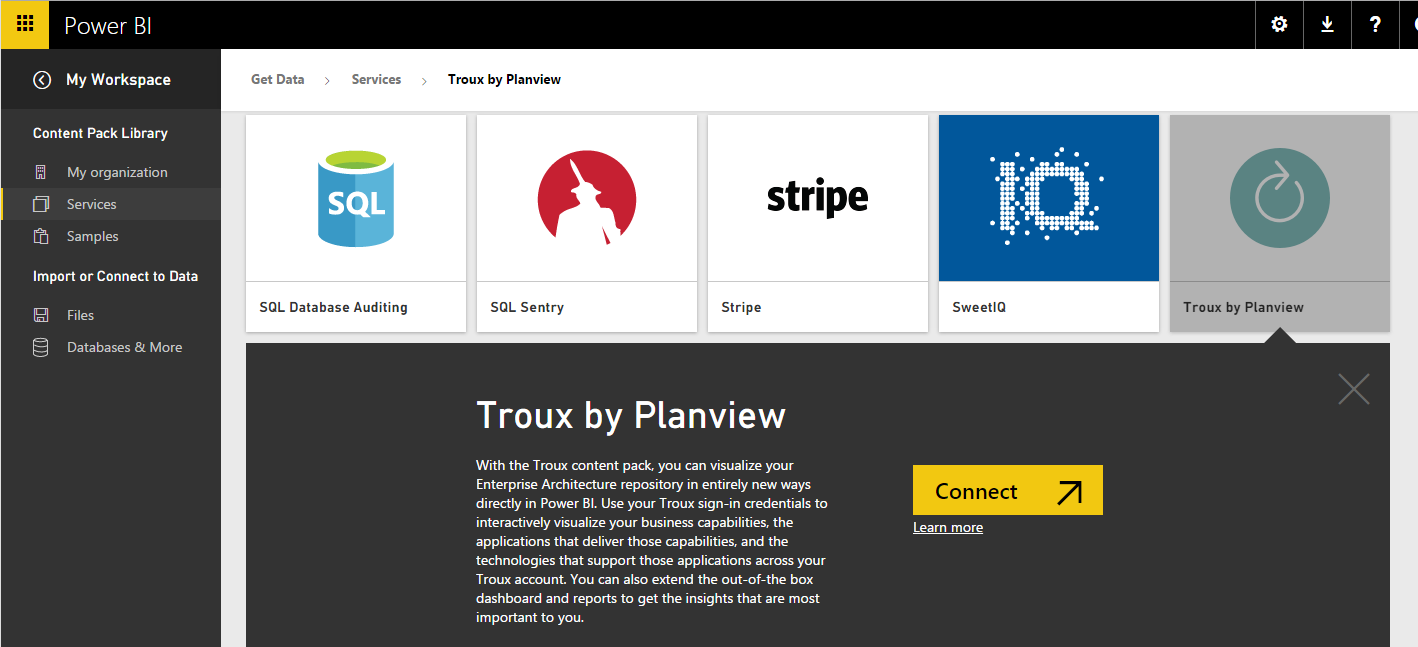 Power BI
?
My Workspace
Get Data > Services > Troux by Planview
Content Pack Library
My organization
Services
Samples
Import or Connect to Data
Files
Databases & More
SQL
stripe
IQ
SQL Database Auditing
SQL Sentry
Stripe
SweetIQ
Troux by Planview
Troux by Planview
With the Troux content pack, you can visualize your
Enterprise Architecture repository in entirely new ways
directly in Power BI. Use your Troux sign-in credentials to
interactively visualize your business capabilities, the
applications that deliver those capabilities, and the
technologies that support those applications across your
Troux account. You can also extend the out-of-the box
dashboard and reports to get the insights that are most
important to you.
Connect
Learn more